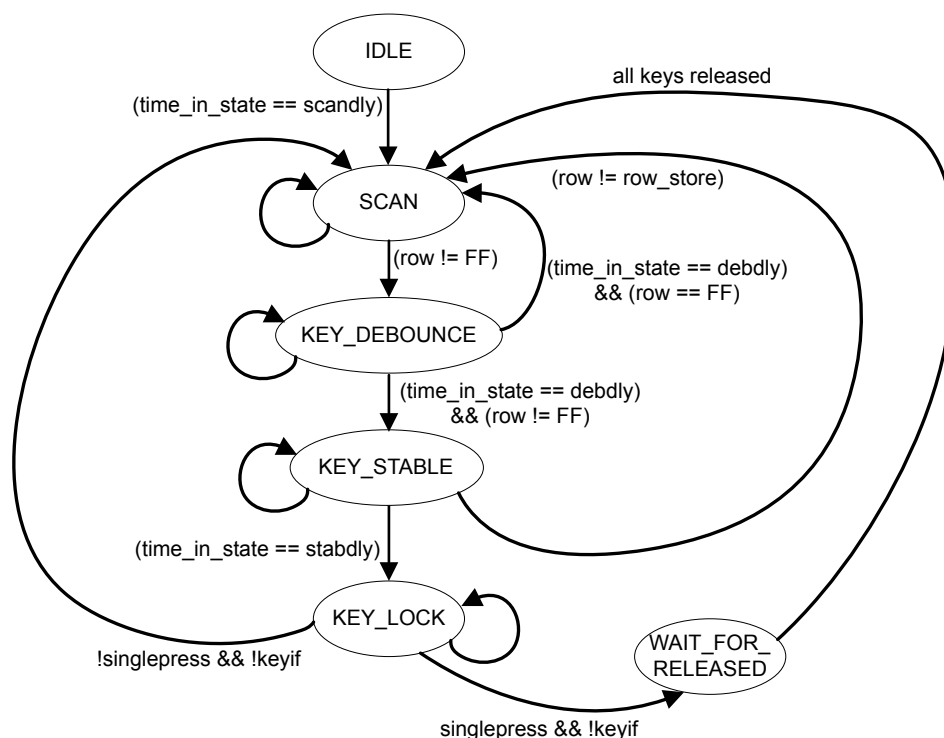 IDLE
all keys released
(time_in_state == scandly)
(row != row_store)
SCAN
(row != FF)
(time_in_state == debdly)
&& (row == FF)
KEY_DEBOUNCE
(time_in_state == debdly)
&& (row != FF)
KEY_STABLE
(time_in_state == stabdly)
KEY_LOCK
WAIT_FOR_
RELEASED
!singlepress && !keyif
singlepress && !keyif